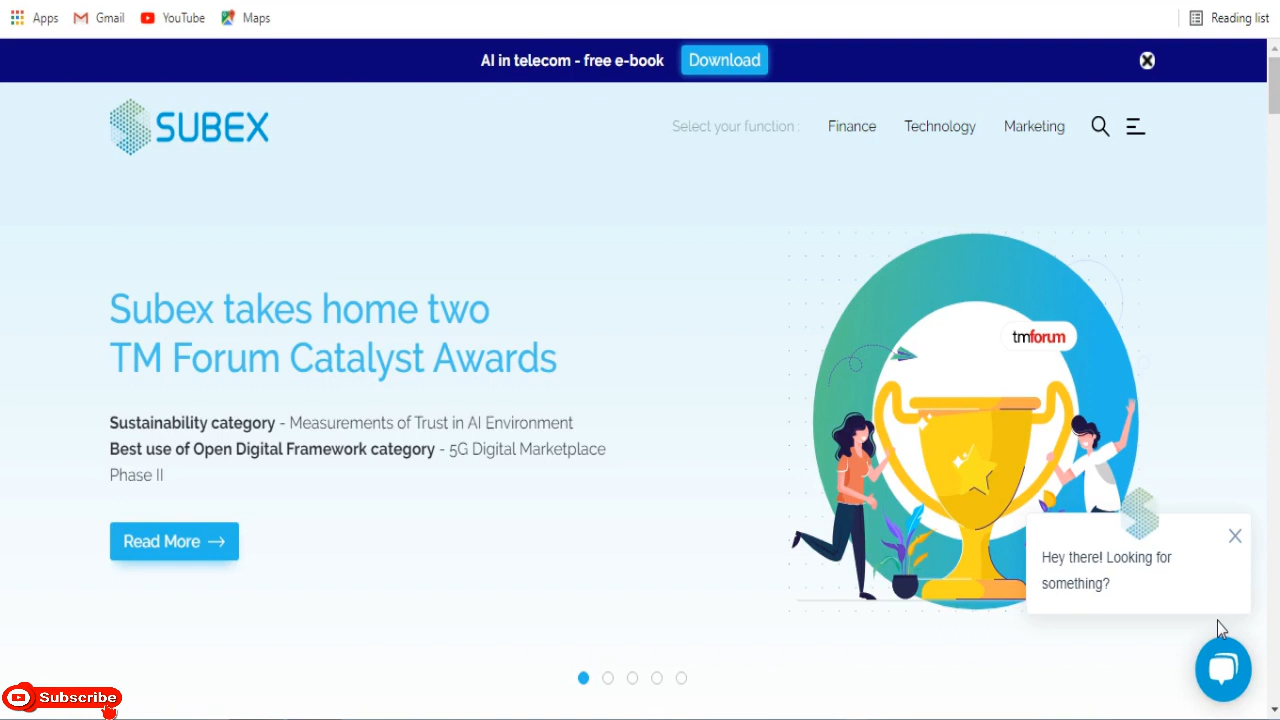 Apps Gmail YouTube Maps Reading list
AI in telecom - free e-book Download
SUBEX
Select your function : Finance Technology Marketing
Subex takes home two
TM Forum Catalyst Awards
tmforum
Sustainability category - Measurements of Trust in AI Environment
Best use of Open Digital Framework category - 5G Digital Marketplace
Phase II
Read More
Hey there! Looking for
something?
Subscribe